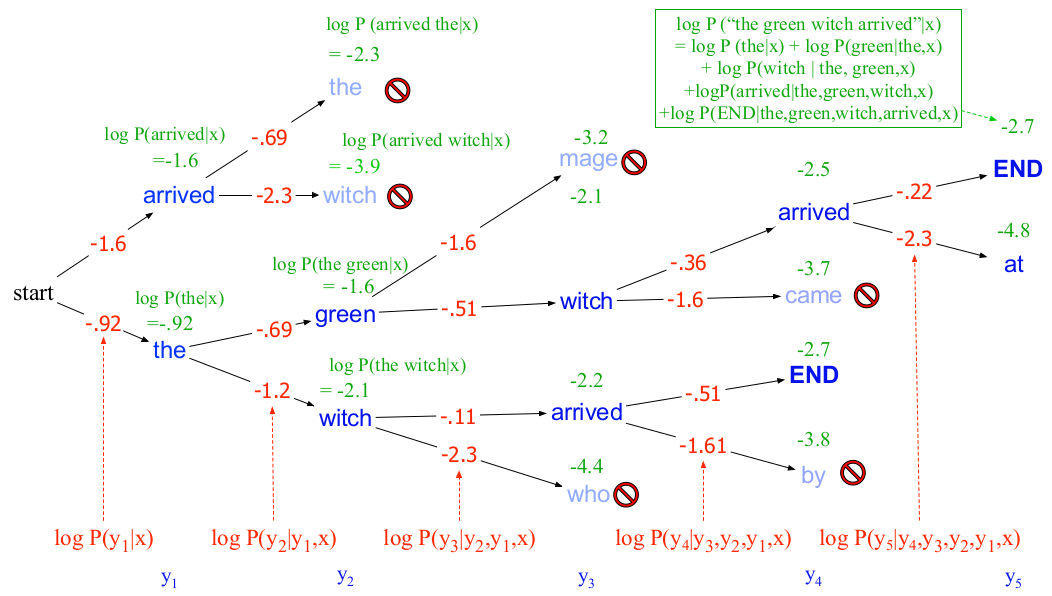 log P (arrived the|x)
= -2.3
the
log P (“the green witch arrived”|x)
= log P (the|x) + log P(green|the,x)
+ log P(witch | the, green,x)
+logP(arrived|the,green,witch,x)
+log P(END|the,green,witch,arrived,x)
-2.7
log P(arrived|x)
=-1.6
-.69
log P(arrived witch|x)
= -3.9
-3.2
mage
-2.1
-2.5
END
arrived
-2.3
witch
-.22
arrived
-1.6
-1.6
-2.3
-4.8
at
log P(the green|x)
= -1.6
-.36
-3.7
start
log P(the|x)
=-.92
green
-.51
witch
-1.6
came
-.92
-.69
the
log P(the witch|x)
= -2.1
-2.7
END
-1.2
-2.2
-.51
witch
-.11
arrived
-1.61
-3.8
by
-2.3
-4.4
who
log P(y1|x)
log P(y2|y1,x)
log P(y3|y2,y1,x)
log P(y4|y3,y2,y1,x)
log P(y5|y4,y3,y2,y1,x)
y1
y2
y3
y4
y5